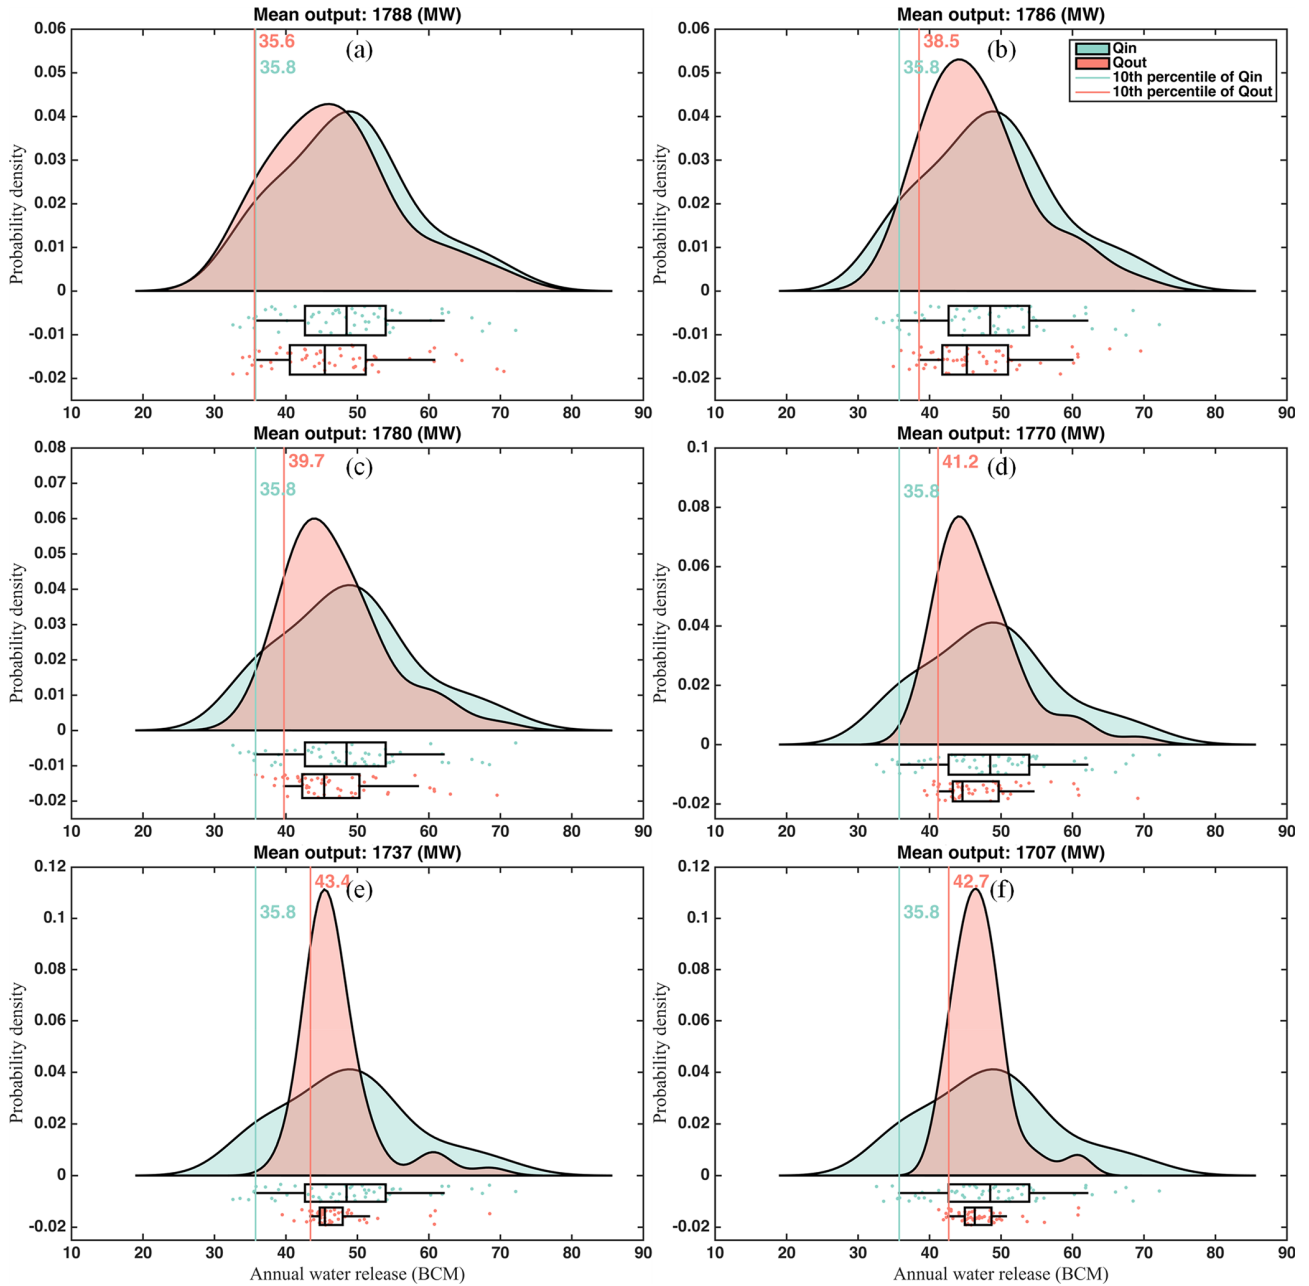 Mean output: 1788 (MW)
(a)
35.6
35.8
Probability density
0.06
0.05
0.04
0.03
0.02
0.01
0
-0.01
-0.02
10 20 30 40 50 60 70 80 90
Mean output: 1786 (MW)
(b)
38.5
35.8
Qin
Qout
10th percentile of Qin
10th percentile of Qout
Probability density
0.06
0.05
0.04
0.03
0.02
0.01
0
-0.01
-0.02
10 20 30 40 50 60 70 80 90
Mean output: 1780 (MW)
(c)
39.7
35.8
Probability density
0.08
0.07
0.06
0.05
0.04
0.03
0.02
0.01
0
-0.01
-0.02
10 20 30 40 50 60 70 80 90
Mean output: 1770 (MW)
(d)
41.2
35.8
Probability density
0.1
0.08
0.06
0.04
0.02
0
-0.02
10 20 30 40 50 60 70 80 90
Mean output: 1737 (MW)
(e)
43.4
35.8
Probability density
0.12
0.1
0.08
0.06
0.04
0.02
0
-0.02
10 20 30 40 50 60 70 80 90
Annual water release (BCM)
Mean output: 1707 (MW)
(f)
42.7
35.8
Probability density
0.12
0.1
0.08
0.06
0.04
0.02
0
-0.02
10 20 30 40 50 60 70 80 90
Annual water release (BCM)